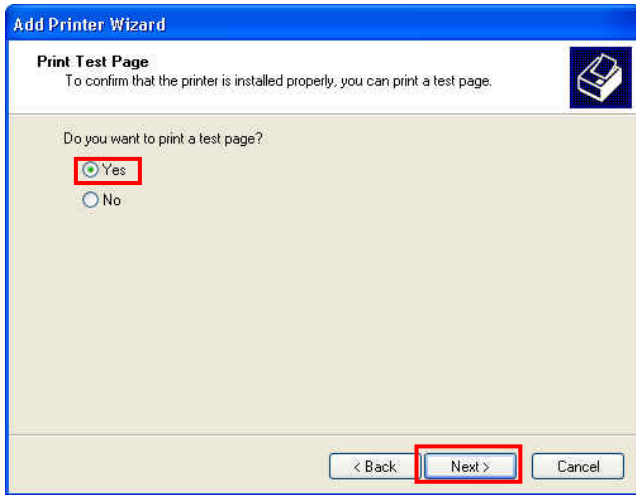 Add Printer Wizard
Print Test Page
To confirm that the printer is installed properly, you can print a test page.
Do you want to print a test page?
Yes
No
< Back
Next >
Cancel